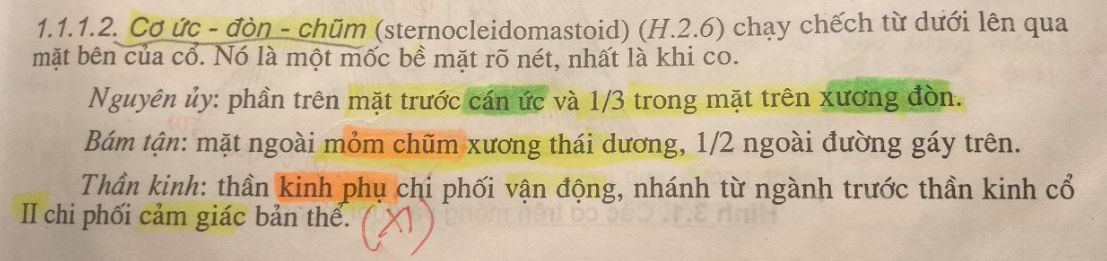 1.1.1.2. Cơ ức - đòn - chũm (sternocleidomastoid) (H.2.6) chạy chếch từ dưới lên qua
mặt bên của cổ. Nó là một mốc bề mặt rõ nét, nhất là khi co.
Nguyên ủy: phần trên mặt trước cán ức và 1/3 trong mặt trên xương đòn.
Bám tận: mặt ngoài mỏm chũm xương thái dương, 1/2 ngoài đường gáy trên.
Thần kinh: thần kinh phụ chi phối vận động, nhánh từ ngành trước thần kinh cổ
II chi phối cảm giác bản thể. (XI)